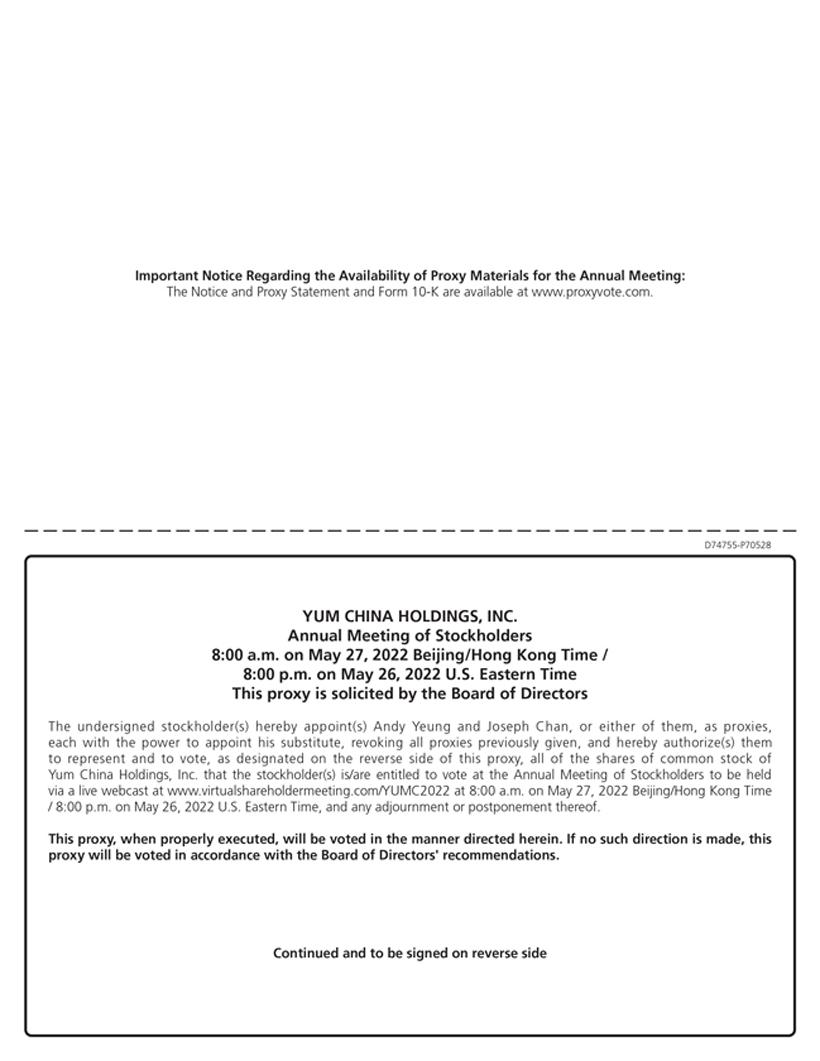 Important Notice Regarding the Availability of Proxy Materials for the Annual Meeting:
The Notice and Proxy Statement and Form 10-K are available at www.proxyvote.com.
D74755-P70528
YUM CHINA HOLDINGS, INC.
Annual Meeting of Stockholders
8:00 a.m. on May 27, 2022 Beijing/Hong Kong Time /
8:00 p.m. on May 26, 2022 U.S. Eastern Time
This proxy is solicited by the Board of Directors
The undersigned stockholder(s) hereby appoint(s) Andy Yeung and Joseph Chan, or either of them, as proxies,
each with the power to appoint his substitute, revoking all proxies previously given, and hereby authorize(s) them
to represent and to vote, as designated on the reverse side of this proxy, all of the shares of common stock of
Yum China Holdings, Inc. that the stockholder(s) is/are entitled to vote at the Annual Meeting of Stockholders to be held
via a live webcast at www.virtualshareholdermeeting.com/YUMC2022 at 8:00 a.m. on May 27, 2022 Beijing/Hong Kong Time
/ 8:00 p.m. on May 26, 2022 U.S. Eastern Time, and any adjournment or postponement thereof.
This proxy, when properly executed, will be voted in the manner directed herein. If no such direction is made, this
proxy will be voted in accordance with the Board of Directors' recommendations.
Continued and to be signed on reverse side